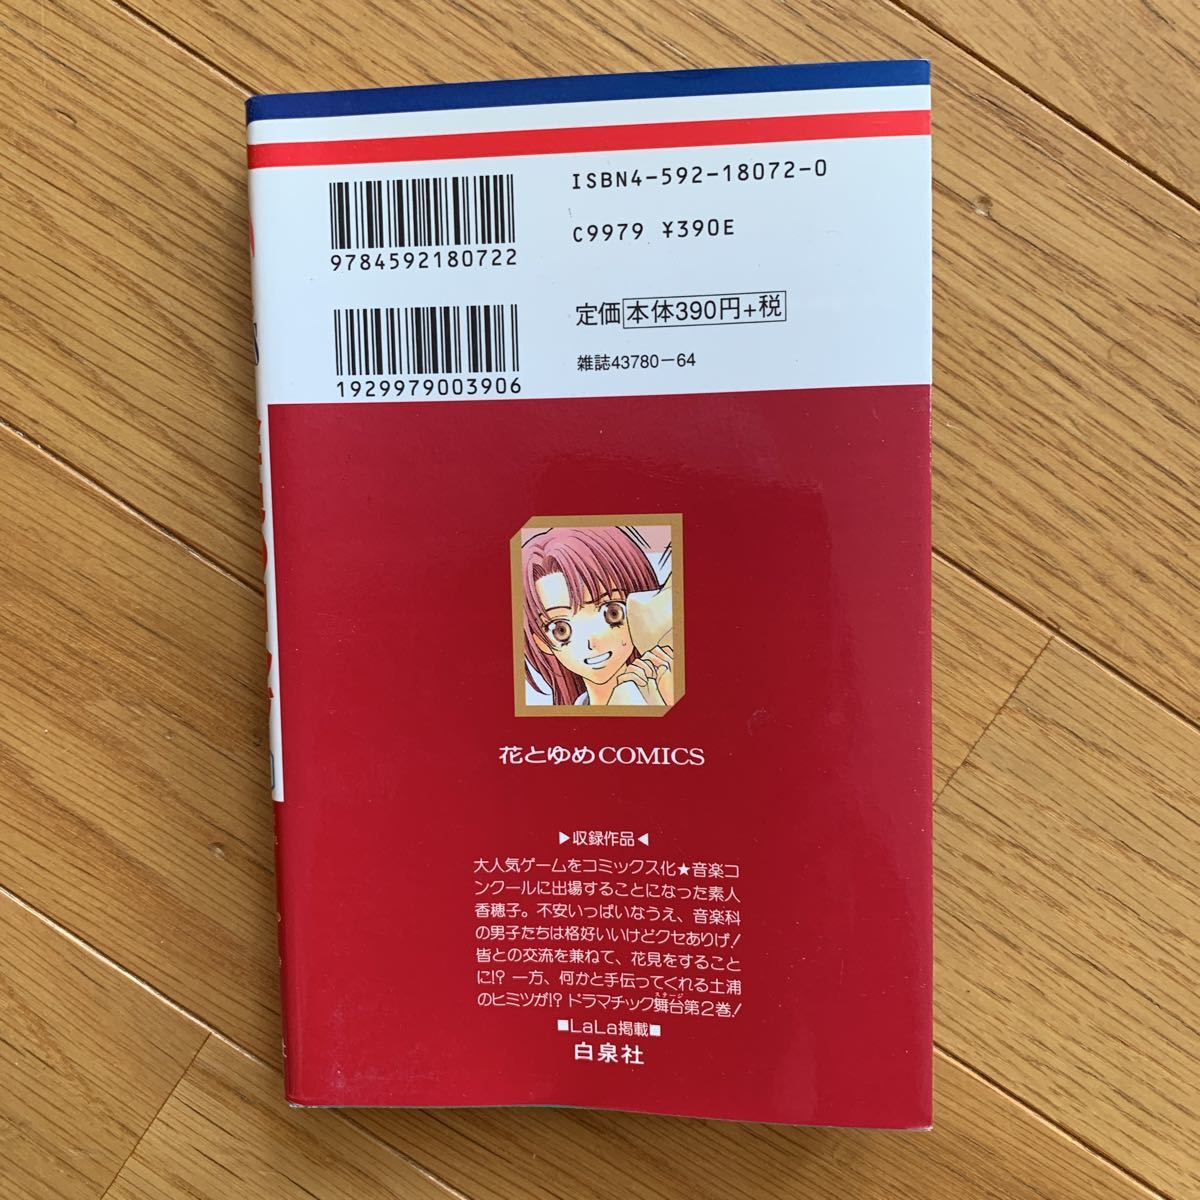 ISBN4-592-18072-0
9784592180722
C9979 ¥390E
定価 本体390円+税
1929979003906
雑誌43780-64
花とゆめCOMICS
▶収録作品◀
大人気ゲームをコミックス化★音楽コ
ンクールに出場することになった素人
香穂子。不安いっぱいなうえ、音楽科
の男子たちは格好いいけどクセありげ!
皆との交流を兼ねて、花見をすること
に!? 一方、何かと手伝ってくれる土浦
のヒミツが!? ドラマチック舞台第2巻!
■LaLa掲載■
白泉社